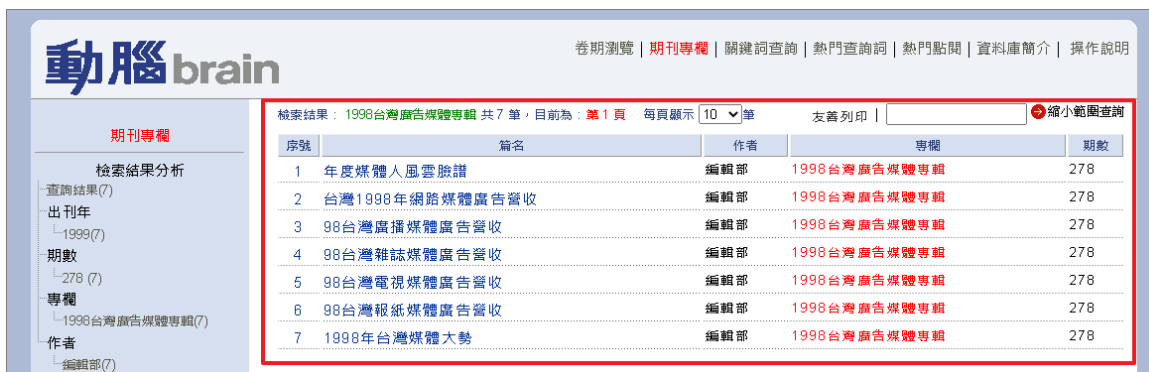 動腦brain
卷期瀏覽 | 期刊專欄 | 關鍵詞查詢 | 熱門查詢詞 | 熱門點閱 | 資料庫簡介 | 操作說明
期刊專欄
檢索結果分析
查詢結果(7)
出刊年
1999(7)
期數
278 (7)
專欄
1998台灣廣告媒體專輯(7)
作者
編輯部(7)
檢索結果： 1998台灣廣告媒體專輯 共 7 筆，目前為：第 1 頁 每頁顯示 10 筆 友善列印 | 縮小範圍查詢
序號 篇名 作者 專欄 期數
1 年度媒體人風雲臉譜 編輯部 1998台灣廣告媒體專輯 278
2 台灣1998年網路媒體廣告營收 編輯部 1998台灣廣告媒體專輯 278
3 98台灣廣播媒體廣告營收 編輯部 1998台灣廣告媒體專輯 278
4 98台灣雜誌媒體廣告營收 編輯部 1998台灣廣告媒體專輯 278
5 98台灣電視媒體廣告營收 編輯部 1998台灣廣告媒體專輯 278
6 98台灣報紙媒體廣告營收 編輯部 1998台灣廣告媒體專輯 278
7 1998年台灣媒體大勢 編輯部 1998台灣廣告媒體專輯 278